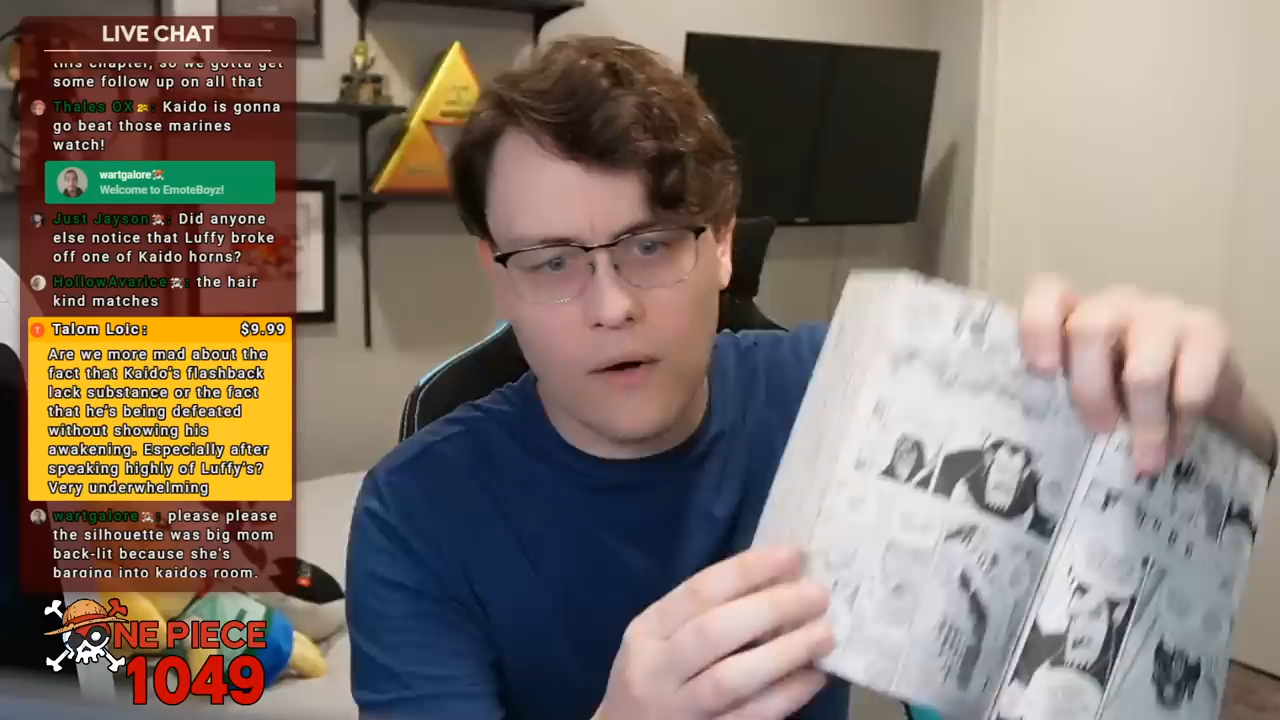 LIVE CHAT
this chapter, so we gotta get
some follow up on all that
Thales OX: Kaido is gonna
go beat those marines
watch!
wartgalore
Welcome to EmoteBoyz!
Just Jayson: Did anyone
else notice that Luffy broke
off one of Kaido horns?
HollowAvarice: the hair
kind matches
T Talom Loic: $9.99
Are we more mad about the
fact that Kaido's flashback
lack substance or the fact
that he's being defeated
without showing his
awakening. Especially after
speaking highly of Luffy's?
Very underwhelming
wartgalore: please please
the silhouette was big mom
back-lit because she's
barging into kaidos room.
ONE PIECE
1049